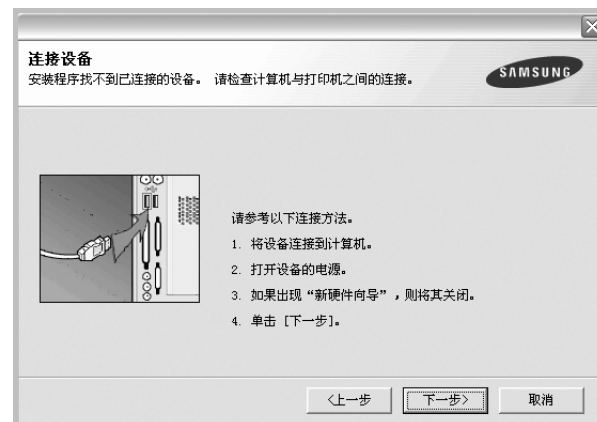 连接设备
安装程序找不到已连接的设备。 请检查计算机与打印机之间的连接。
SAMSUNG
请参考以下连接方法。
1. 将设备连接到计算机。
2. 打开设备的电源。
3. 如果出现“新硬件向导”，则将其关闭。
4. 单击 [下一步]。
<上一步 下一步> 取消